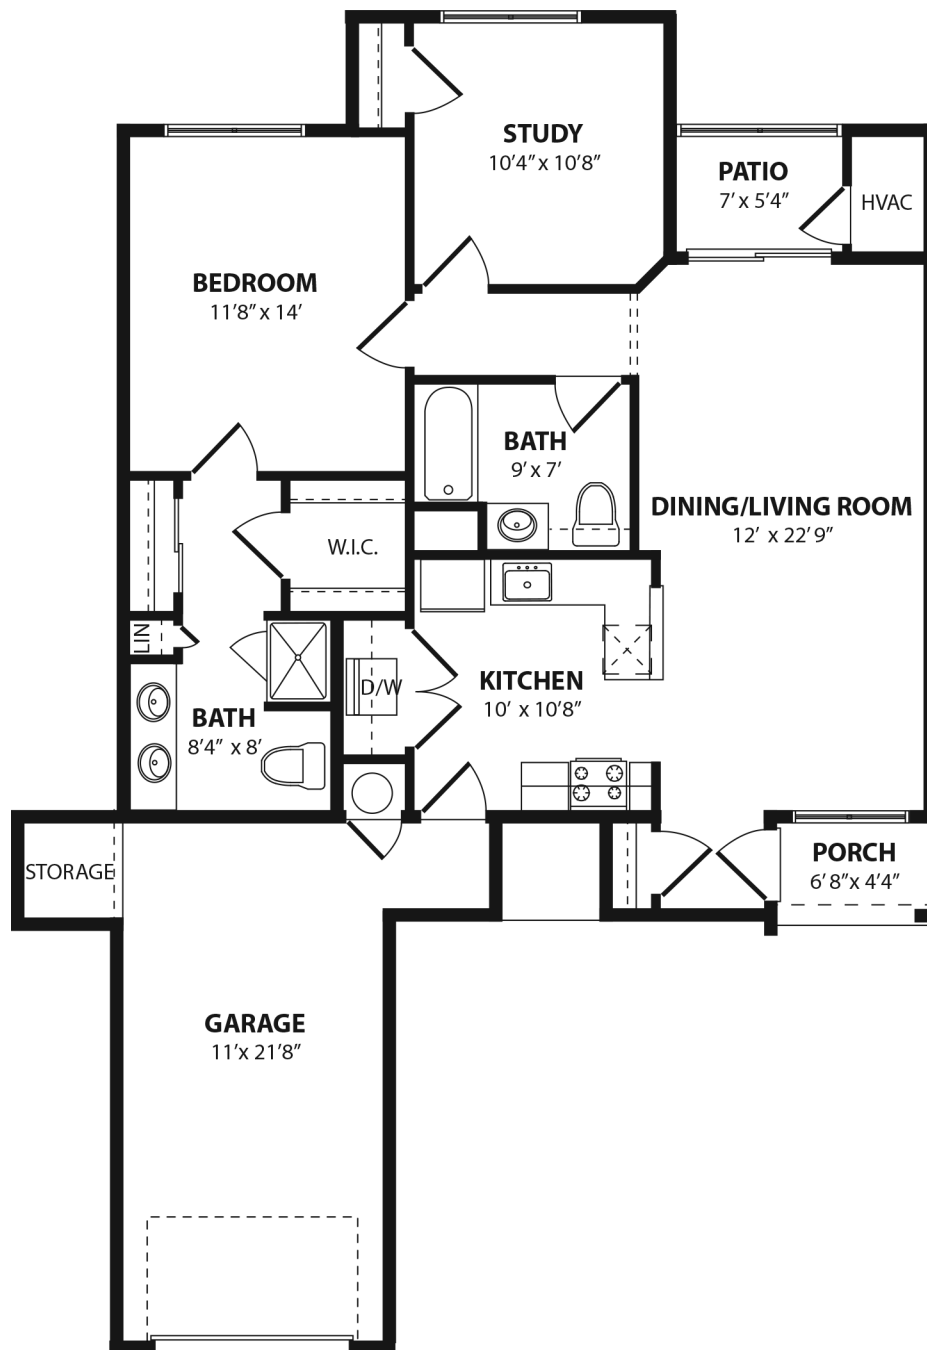 STUDY
10'4" x 10'8"
PATIO
7' x 5'4"
HVAC
BEDROOM
11'8" x 14'
BATH
9' x 7'
DINING/LIVING ROOM
12' x 22'9"
W.I.C.
LIN
D/W
KITCHEN
10' x 10'8"
BATH
8'4" x 8'
STORAGE
PORCH
6'8" x 4'4"
GARAGE
11' x 21'8"